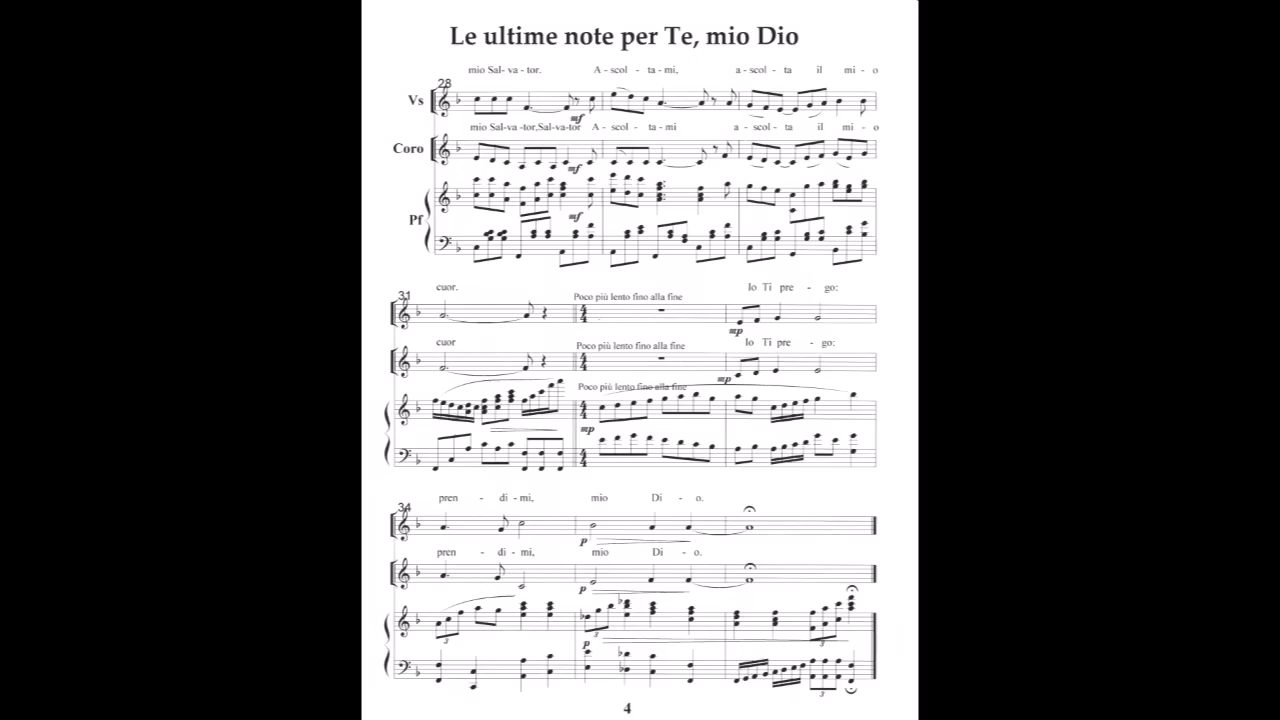 Le ultime note per Te, mio Dio
mio Sal - va - tor. A - scol - ta - mi, a - scol - ta il mi - o
28
Vs
mf
mio Sal-va -tor,Sal-va-tor A - scol - ta - mi a - scol - ta il mi - o
Coro
mf
Pf
mf
cuor. Io Ti pre - go:
31
Poco più lento fino alla fine
mp
cuor Io Ti pre - go:
Poco più lento fino alla fine
mp
Poco più lento fino alla fine
mp
pren - di - mi, mio Di - o.
34
p
pren - di - mi, mio Di - o.
p
3
3
p
3
3
4